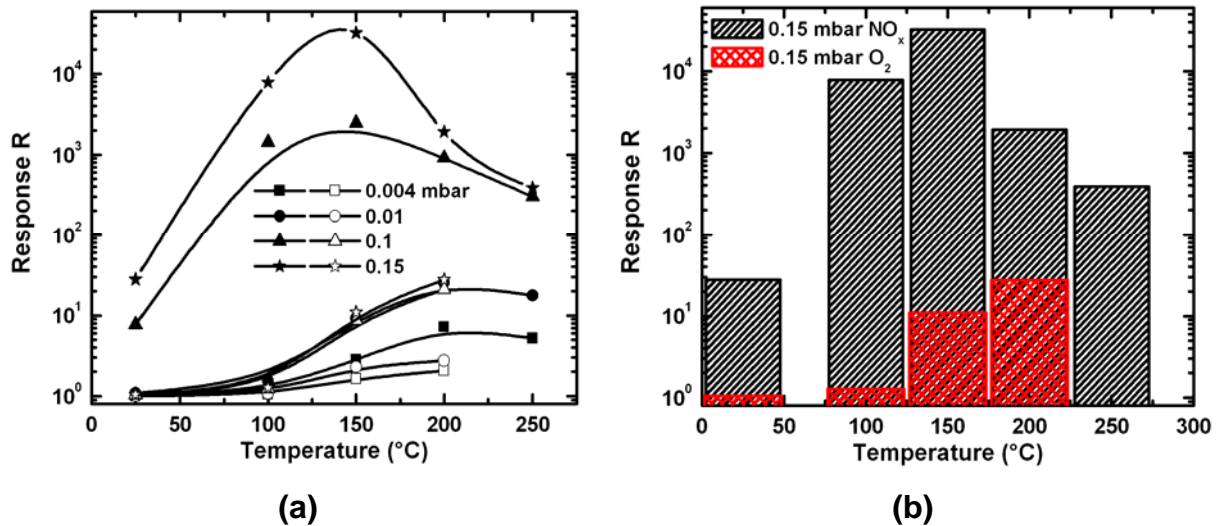 Response R
10⁴
10³
10²
10¹
10⁰
0.004 mbar
0.01
0.1
0.15
0 50 100 150 200 250
Temperature (°C)
(a)
Response R
10⁴
10³
10²
10¹
10⁰
0.15 mbar NOₓ
0.15 mbar O₂
0 50 100 150 200 250 300
Temperature (°C)
(b)